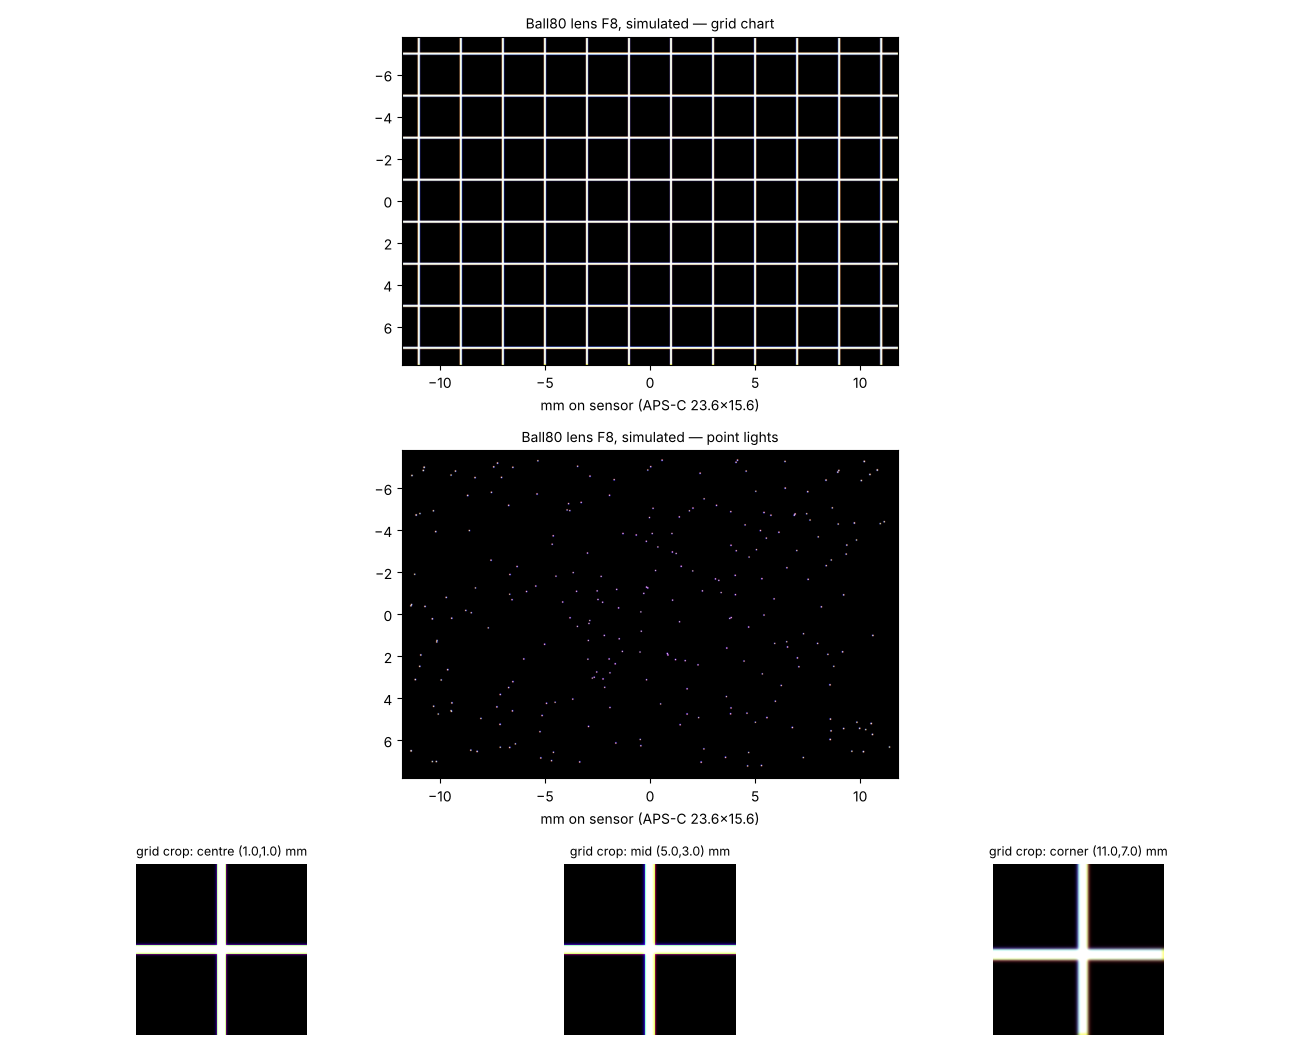 Ball80 lens F8, simulated — grid chart
−6
−4
−2
0
2
4
6
−10 −5 0 5 10
mm on sensor (APS-C 23.6×15.6)
Ball80 lens F8, simulated — point lights
−6
−4
−2
0
2
4
6
−10 −5 0 5 10
mm on sensor (APS-C 23.6×15.6)
grid crop: centre (1.0,1.0) mm
grid crop: mid (5.0,3.0) mm
grid crop: corner (11.0,7.0) mm